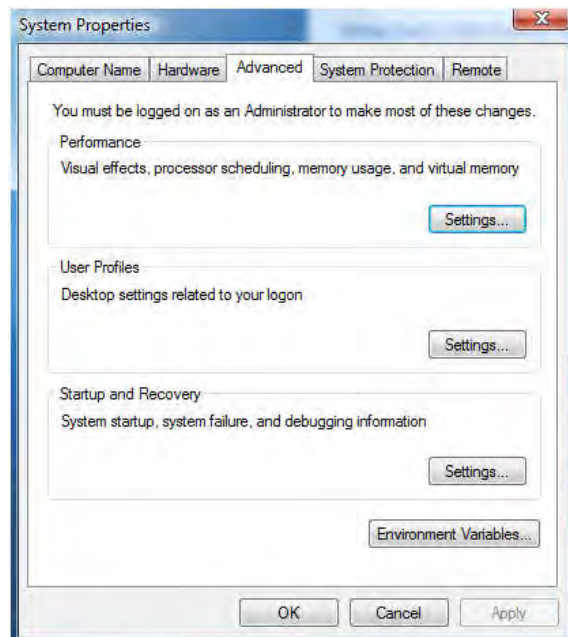 System Properties
Computer Name Hardware Advanced System Protection Remote
You must be logged on as an Administrator to make most of these changes.
Performance
Visual effects, processor scheduling, memory usage, and virtual memory
Settings...
User Profiles
Desktop settings related to your logon
Settings...
Startup and Recovery
System startup, system failure, and debugging information
Settings...
Environment Variables...
OK Cancel Apply